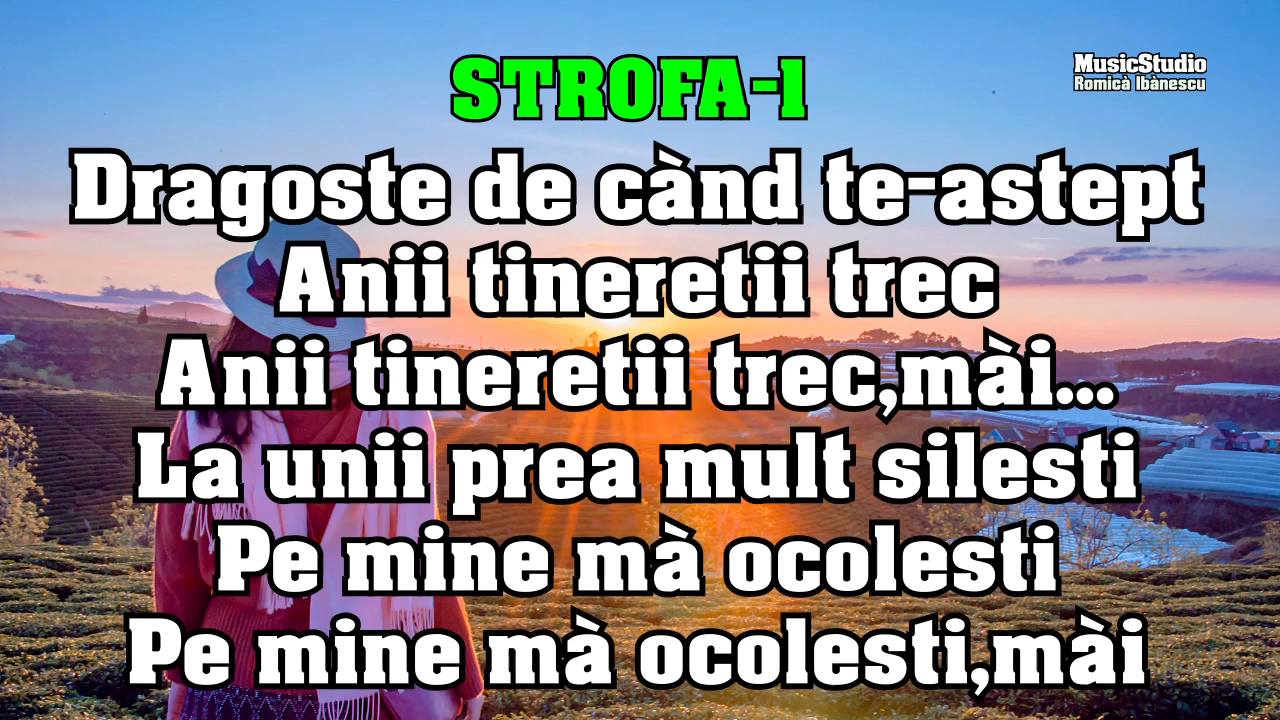 STROFA-1
MusicStudio
Romicà Ibànescu
Dragoste de cànd te-astept
Anii tineretii trec
Anii tineretii trec,mài...
La unii prea mult silesti
Pe mine mà ocolesti
Pe mine mà ocolesti,mài